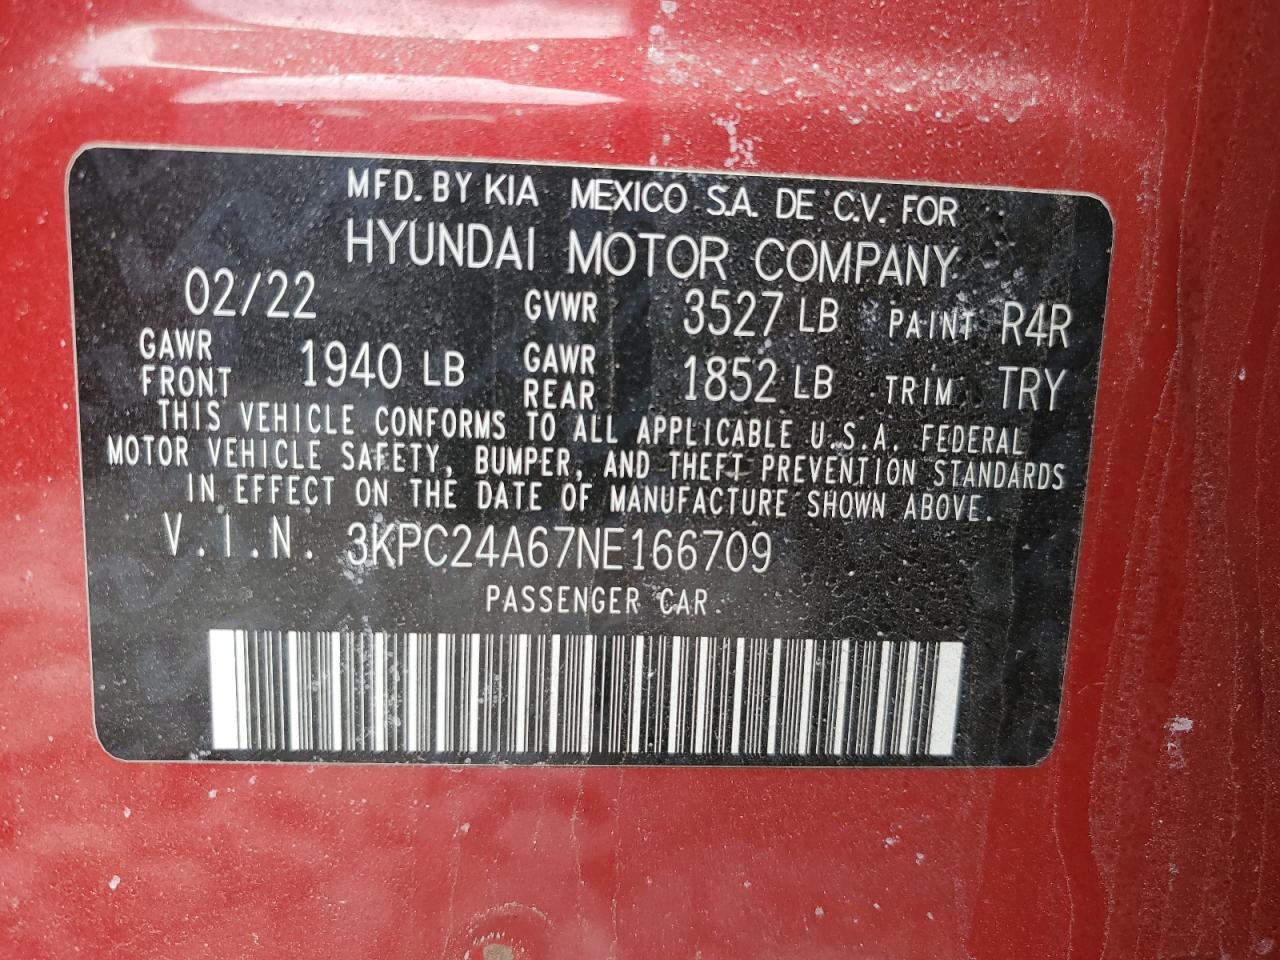 MFD. BY KIA MEXICO S.A. DE C.V. FOR
HYUNDAI MOTOR COMPANY
02/22 GVWR 3527 LB PAINT R4R
GAWR FRONT 1940 LB GAWR REAR 1852 LB TRIM TRY
THIS VEHICLE CONFORMS TO ALL APPLICABLE U.S.A. FEDERAL
MOTOR VEHICLE SAFETY, BUMPER, AND THEFT PREVENTION STANDARDS
IN EFFECT ON THE DATE OF MANUFACTURE SHOWN ABOVE.
V.I.N. 3KPC24A67NE166709
PASSENGER CAR